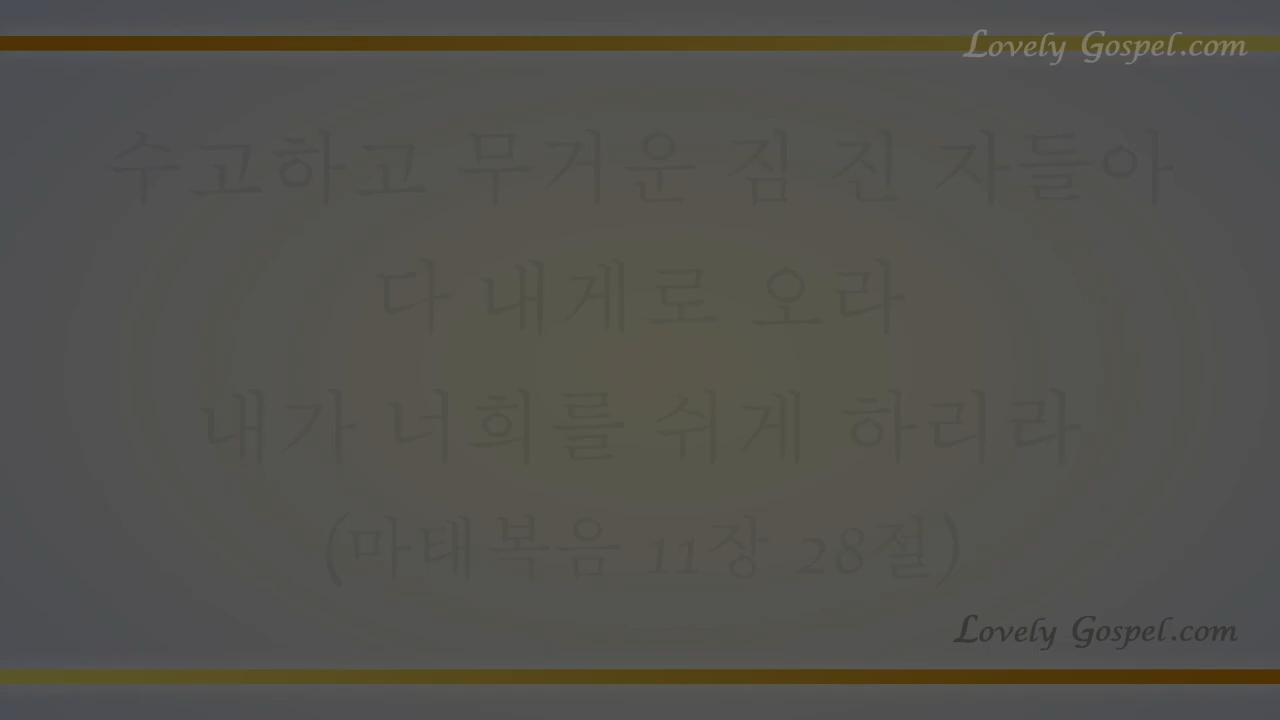 Lovely Gospel.com
수고하고 무거운 짐 진 자들아
다 내게로 오라
내가 너희를 쉬게 하리라
(마태복음 11장 28절)
Lovely Gospel.com